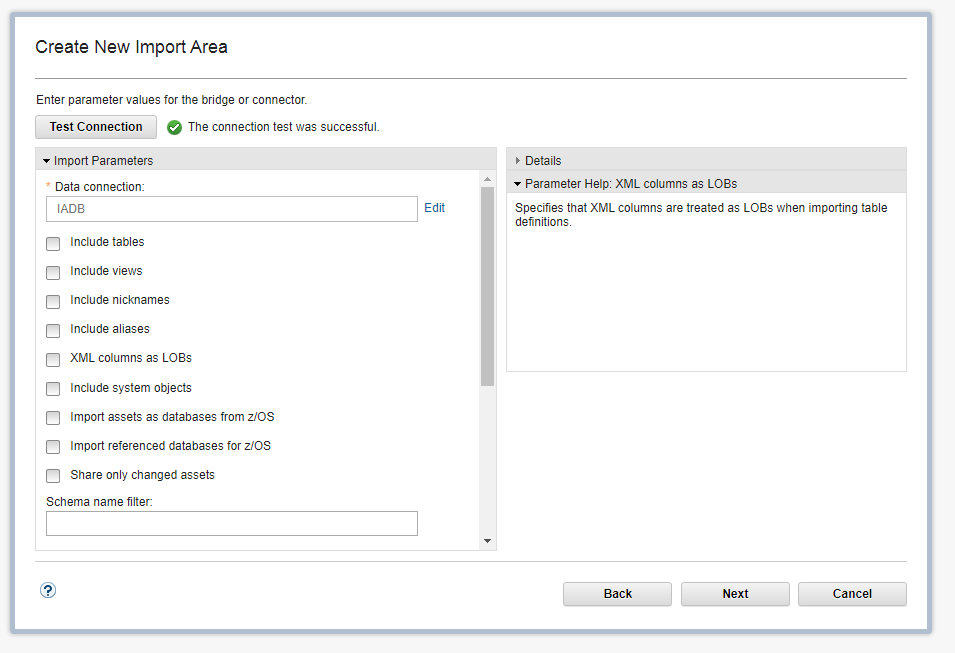 Create New Import Area
Enter parameter values for the bridge or connector.
Test Connection
The connection test was successful.
Import Parameters
* Data connection:
IADB
Edit
Include tables
Include views
Include nicknames
Include aliases
XML columns as LOBs
Include system objects
Import assets as databases from z/OS
Import referenced databases for z/OS
Share only changed assets
Schema name filter:
Details
Parameter Help: XML columns as LOBs
Specifies that XML columns are treated as LOBs when importing table
definitions.
?
Back
Next
Cancel